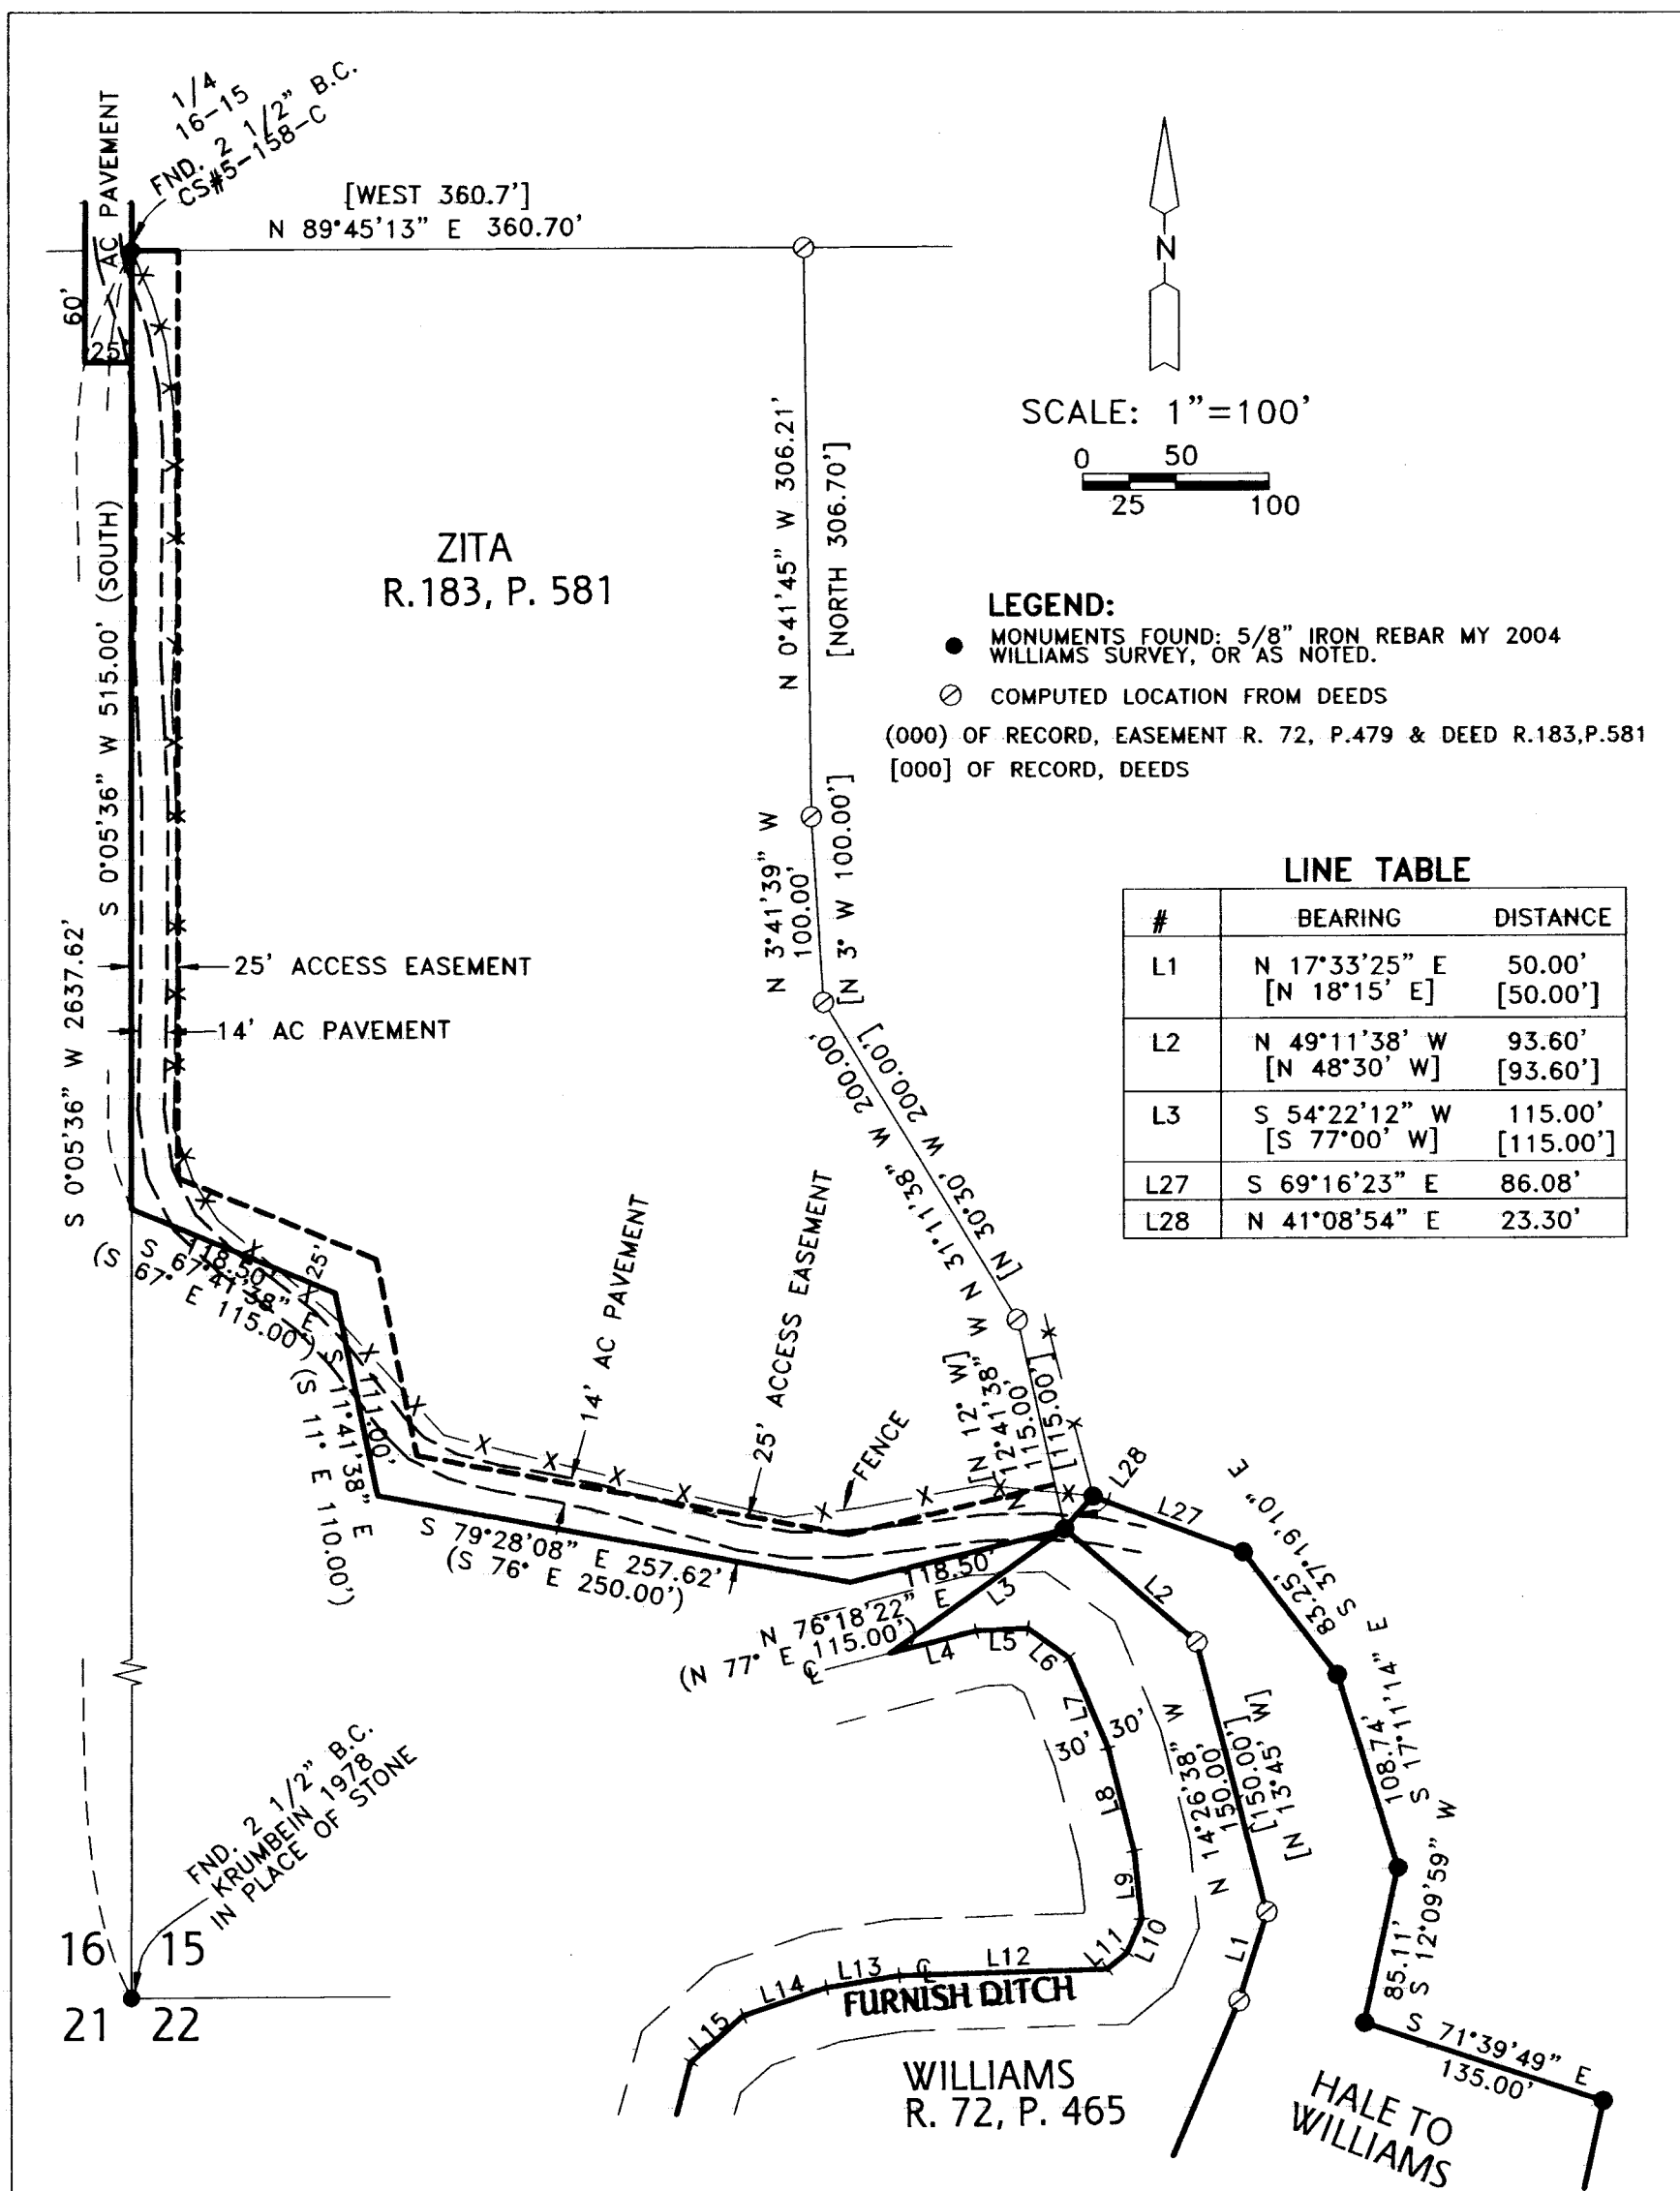 1/4
16-15
FND. 2 1/2" B.C.
CS#5-158-C
AC PAVEMENT
[WEST 360.7']
N 89°45'13" E 360.70'
60'
25'
N
SCALE: 1"=100'
0 50
25 100
ZITA
R.183, P. 581
N 0°41'45" W 306.21'
[NORTH 306.70']
S 0°05'36" W 515.00' (SOUTH)
S 0°05'36" W 2637.62'
LEGEND:
MONUMENTS FOUND: 5/8" IRON REBAR MY 2004
WILLIAMS SURVEY, OR AS NOTED.
COMPUTED LOCATION FROM DEEDS
(000) OF RECORD, EASEMENT R. 72, P.479 & DEED R.183,P.581
[000] OF RECORD, DEEDS
N 3°41'39" W
100.00'
[N 3° W 100.00']
25' ACCESS EASEMENT
14' AC PAVEMENT
LINE TABLE
# BEARING DISTANCE
L1 N 17°33'25" E 50.00'
[N 18°15' E] [50.00']
L2 N 49°11'38' W 93.60'
[N 48°30' W] [93.60']
L3 S 54°22'12" W 115.00'
[S 77°00' W] [115.00']
L27 S 69°16'23" E 86.08'
L28 N 41°08'54" E 23.30'
N 31°11'38" W 200.00'
[N 30°30' W 200.00']
S 67°41'38" E
118.50'
(S 67° E 115.00')
25'
S 11°41'38" E
111.00'
(S 11° E 110.00')
14' AC PAVEMENT
25' ACCESS EASEMENT
FENCE
[N 12° W]
N 12°41'38" W
115.00'
[115.00']
S 79°28'08" E 257.62'
(S 76° E 250.00')
118.50'
N 76°18'22" E
(N 77° E 115.00')
℄
L28
L27
L2
L3
L4
L5
L6
L7
30'
30'
L8
L9
L10
L11
L12
℄
L13
L14
L15
FURNISH DITCH
S 37°19'10" E
83.25'
S 17°11'14" E
108.74'
S 12°09'59" W
85.11'
S 71°39'49" E
135.00'
N 14°26'38" W
150.00'
[150.00']
[N 13°45' W]
L1
FND. 2 1/2" B.C.
KRUMBEIN 1978
IN PLACE OF STONE
16 15
21 22
WILLIAMS
R. 72, P. 465
HALE TO
WILLIAMS